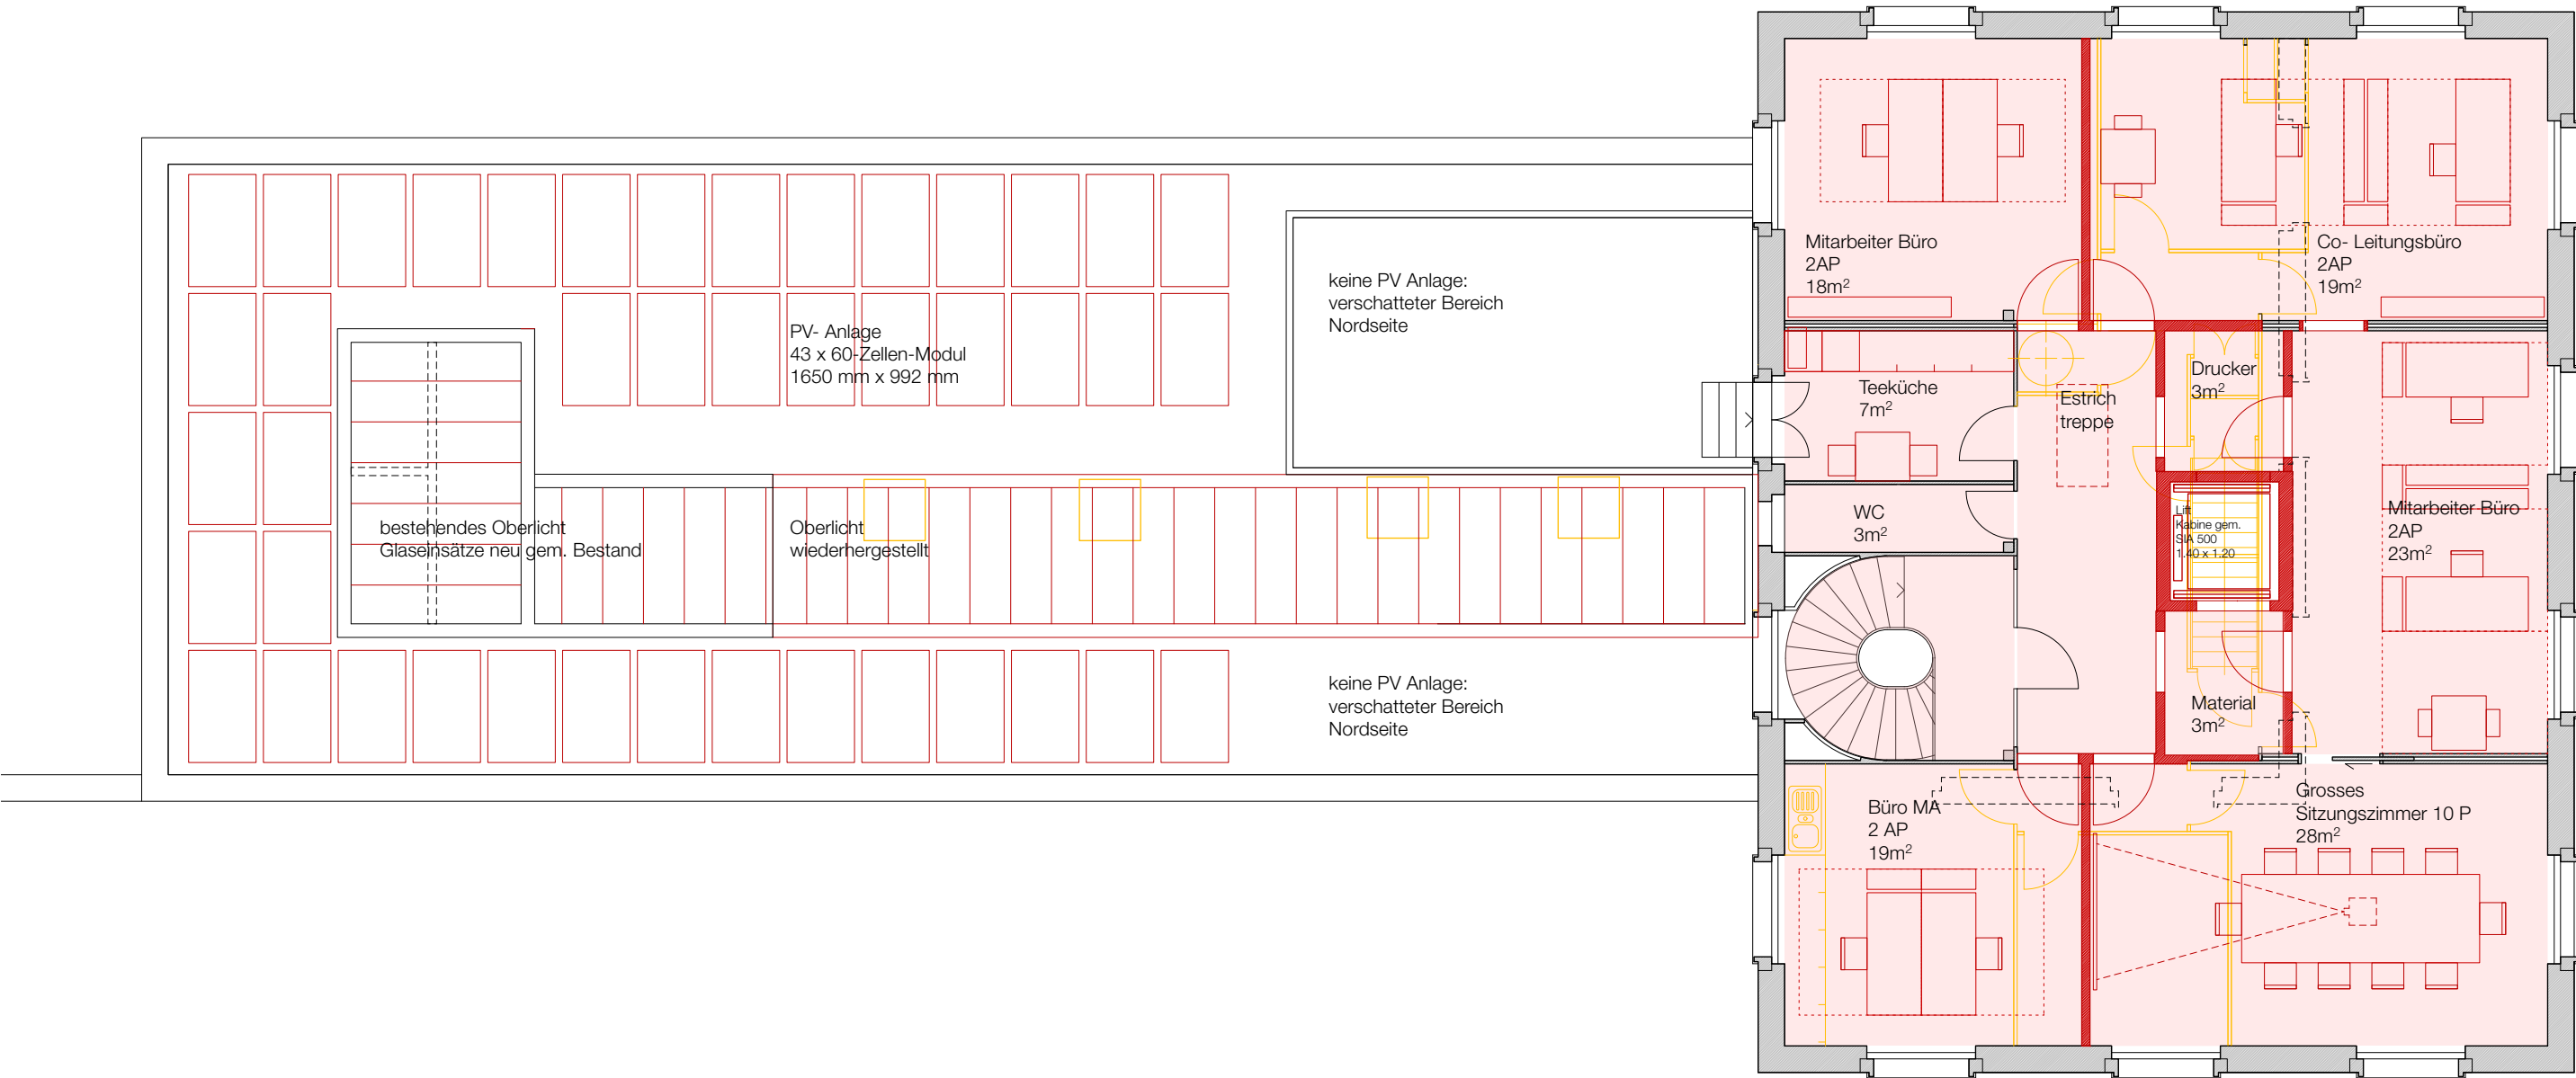 Mitarbeiter Büro
2AP
18m²
Co- Leitungsbüro
2AP
19m²
keine PV Anlage:
verschatteter Bereich
Nordseite
PV- Anlage
43 x 60-Zellen-Modul
1650 mm x 992 mm
Teeküche
7m²
Estrich
treppe
Drucker
3m²
bestehendes Oberlicht
Glaseinsätze neu gem. Bestand
Oberlicht
wiederhergestellt
WC
3m²
Lift
Kabine gem.
SIA 500
1.40 x 1.20
Mitarbeiter Büro
2AP
23m²
keine PV Anlage:
verschatteter Bereich
Nordseite
Material
3m²
Büro MA
2 AP
19m²
Grosses
Sitzungszimmer 10 P
28m²